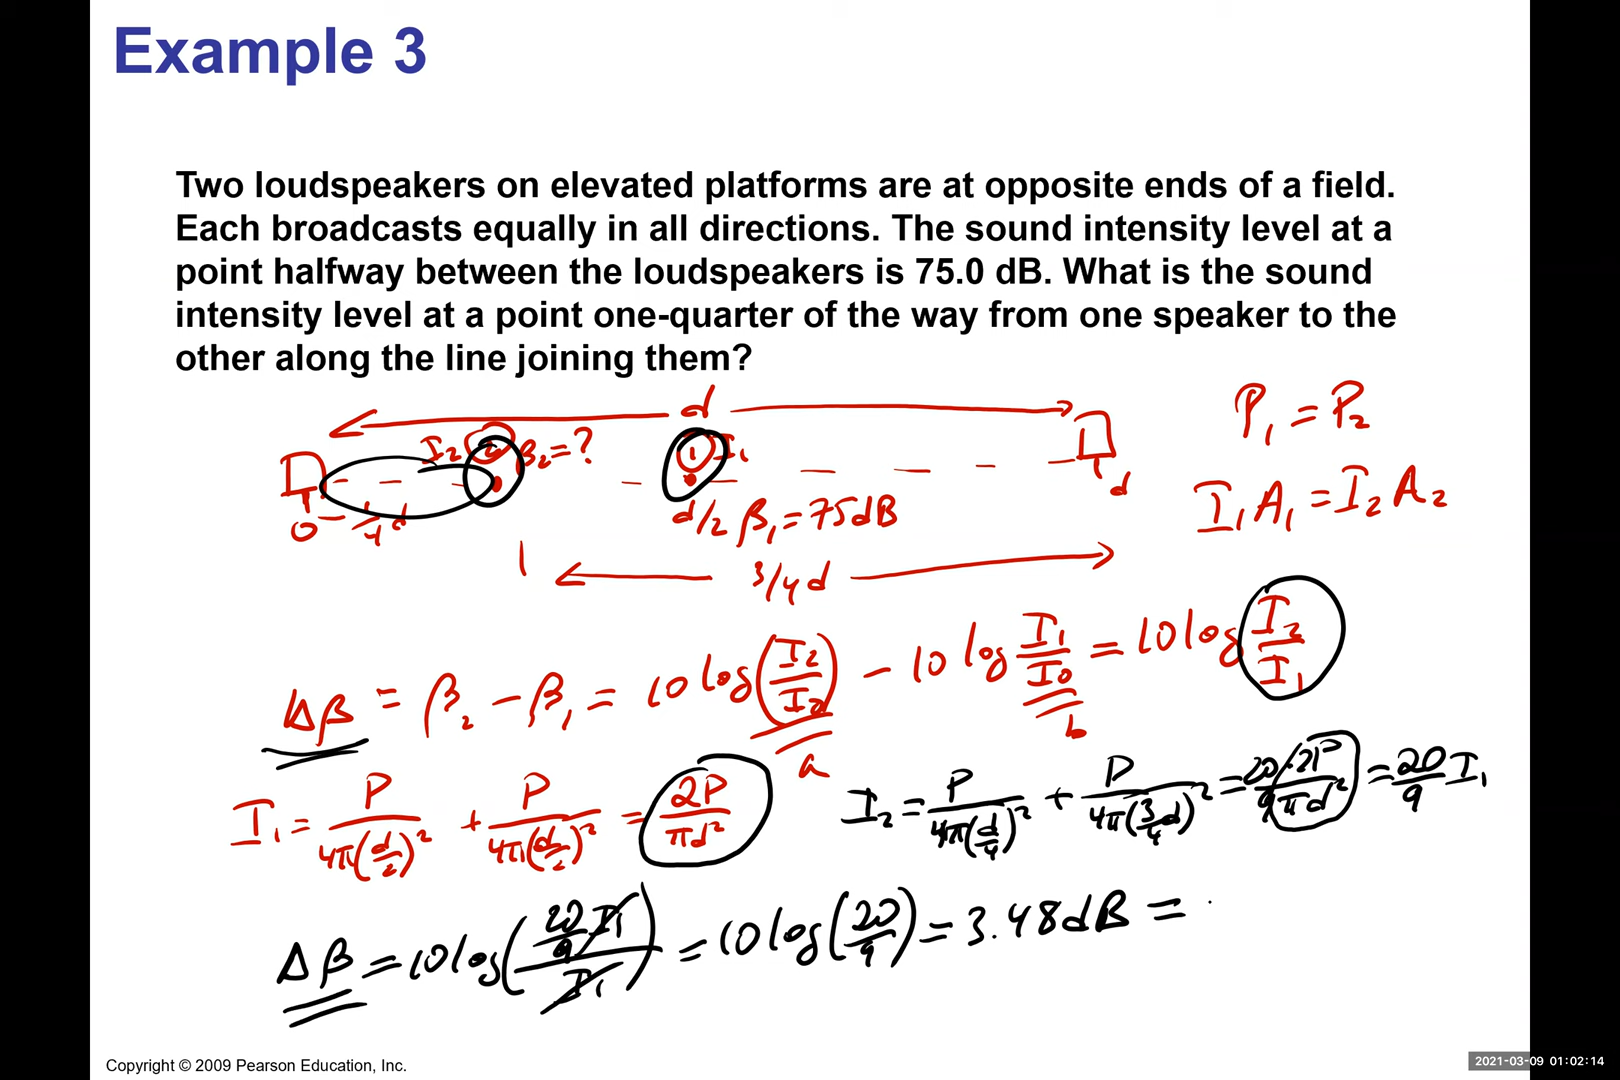 Example 3
Two loudspeakers on elevated platforms are at opposite ends of a field.
Each broadcasts equally in all directions. The sound intensity level at a
point halfway between the loudspeakers is 75.0 dB. What is the sound
intensity level at a point one-quarter of the way from one speaker to the
other along the line joining them?
d
P₁ = P₂
I₂ 2 β₂ = ? 1 I₁
0 1/4 d d/2 β₁ = 75dB d
I₁A₁ = I₂A₂
3/4 d
Δβ = β₂ - β₁ = 10 log(I₂/I₂) - 10 log I₁/I₀ = 10 log I₂/I₁
a b
I₁ = P/4π(d/2)² + P/4π(d/2)² = 2P/πd²
I₂ = P/4π(d/4)² + P/4π(3/4 d)² = 20/9 · 2P/πd² = 20/9 I₁
Δβ = 10 log(20/9 I₁/I₁) = 10 log(20/9) = 3.48 dB =
Copyright © 2009 Pearson Education, Inc.
2021-03-09 01:02:14